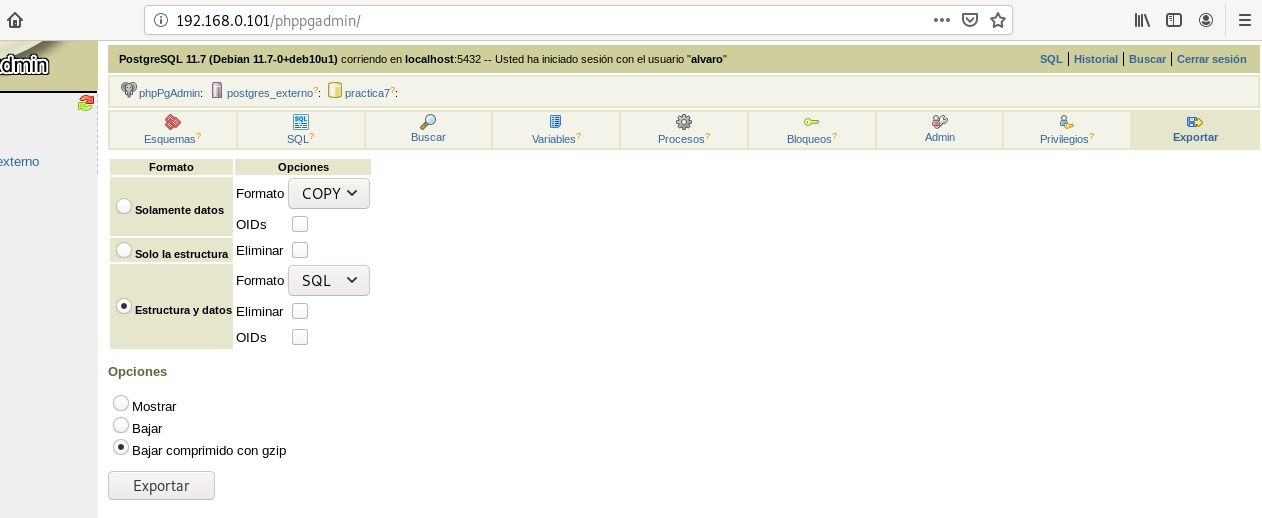 192.168.0.101/phppgadmin/
PostgreSQL 11.7 (Debian 11.7-0+deb10u1) corriendo en localhost:5432 -- Usted ha iniciado sesión con el usuario "alvaro"
SQL | Historial | Buscar | Cerrar sesión
dmin
phpPgAdmin: postgres_externo?: practica7?:
Esquemas? SQL? Buscar Variables? Procesos? Bloqueos? Admin Privilegios? Exportar
externo
Formato Opciones
Solamente datos
Formato COPY
OIDs
Solo la estructura Eliminar
Estructura y datos
Formato SQL
Eliminar
OIDs
Opciones
Mostrar
Bajar
Bajar comprimido con gzip
Exportar